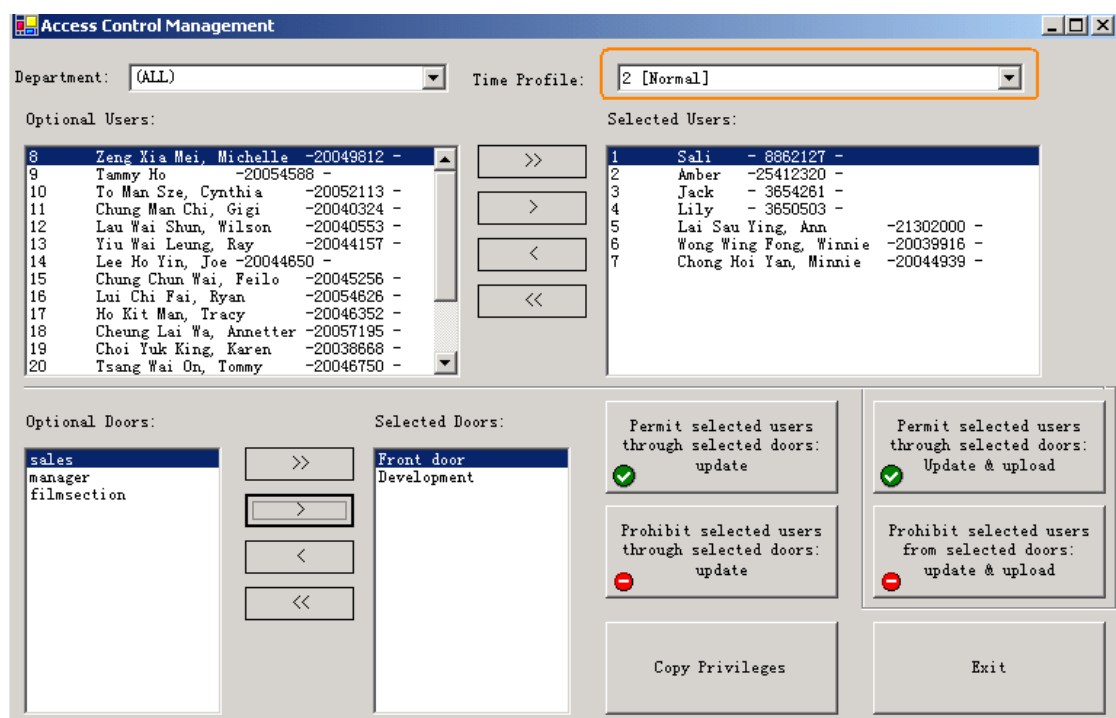 Access Control Management
Department: (ALL) Time Profile: 2 [Normal]
Optional Users:
8 Zeng Xia Mei, Michelle -20049812 -
9 Tammy Ho -20054588 -
10 To Man Sze, Cynthia -20052113 -
11 Chung Man Chi, Gigi -20040324 -
12 Lau Wai Shun, Wilson -20040553 -
13 Yiu Wai Leung, Ray -20044157 -
14 Lee Ho Yin, Joe -20044650 -
15 Chung Chun Wai, Feilo -20045256 -
16 Lui Chi Fai, Ryan -20054626 -
17 Ho Kit Man, Tracy -20046352 -
18 Cheung Lai Wa, Annetter -20057195 -
19 Choi Yuk King, Karen -20038668 -
20 Tsang Wai On, Tommy -20046750 -
>>
>
<
<<
Selected Users:
1 Sali - 8862127 -
2 Amber -25412320 -
3 Jack - 3654261 -
4 Lily - 3650503 -
5 Lai Sau Ying, Ann -21302000 -
6 Wong Wing Fong, Winnie -20039916 -
7 Chong Hoi Yan, Minnie -20044939 -
Optional Doors:
sales
manager
filmsection
>>
>
<
<<
Selected Doors:
Front door
Development
Permit selected users
through selected doors:
update
Permit selected users
through selected doors:
Update & upload
Prohibit selected users
through selected doors:
update
Prohibit selected users
from selected doors:
update & upload
Copy Privileges
Exit